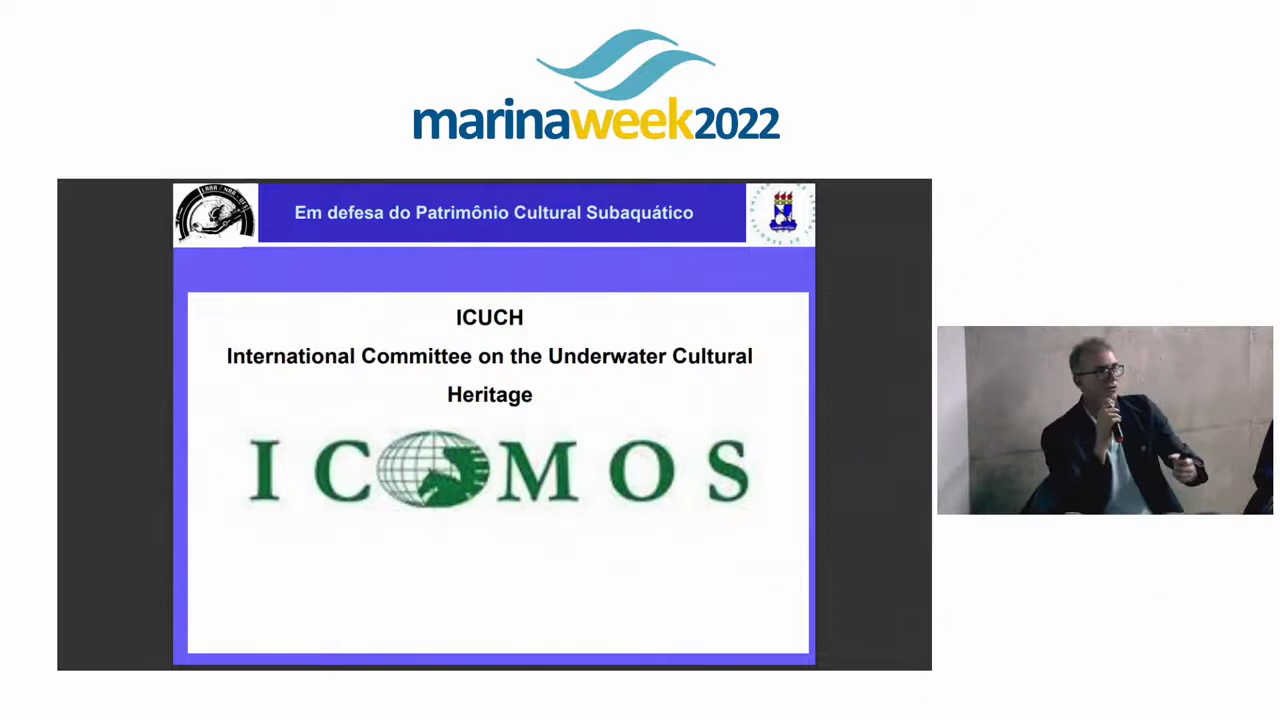 marinaweek2022
Em defesa do Patrimônio Cultural Subaquático
ICUCH
International Committee on the Underwater Cultural
Heritage
ICOMOS